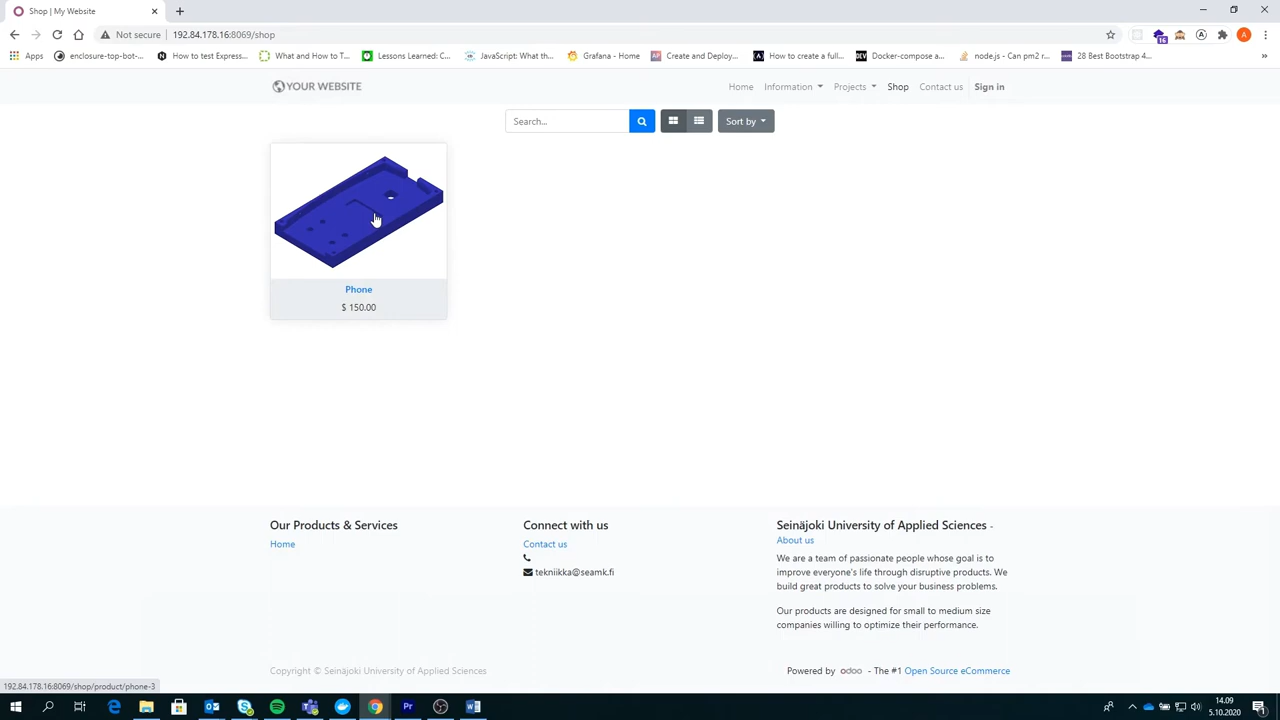 Shop | My Website
Not secure 192.84.178.16:8069/shop
Apps enclosure-top-bot-... How to test Express... What and How to T... Lessons Learned: C... JavaScript: What th... Grafana - Home Create and Deploy... How to create a full... Docker-compose a... node.js - Can pm2 r... 28 Best Bootstrap 4...
YOUR WEBSITE Home Information Projects Shop Contact us Sign in
Search... Sort by
Phone
$ 150.00
Our Products & Services Connect with us Seinäjoki University of Applied Sciences -
Home Contact us About us
tekniikka@seamk.fi
We are a team of passionate people whose goal is to
improve everyone's life through disruptive products. We
build great products to solve your business problems.
Our products are designed for small to medium size
companies willing to optimize their performance.
Copyright © Seinäjoki University of Applied Sciences Powered by odoo - The #1 Open Source eCommerce
192.84.178.16:8069/shop/product/phone-3
14.09
5.10.2020